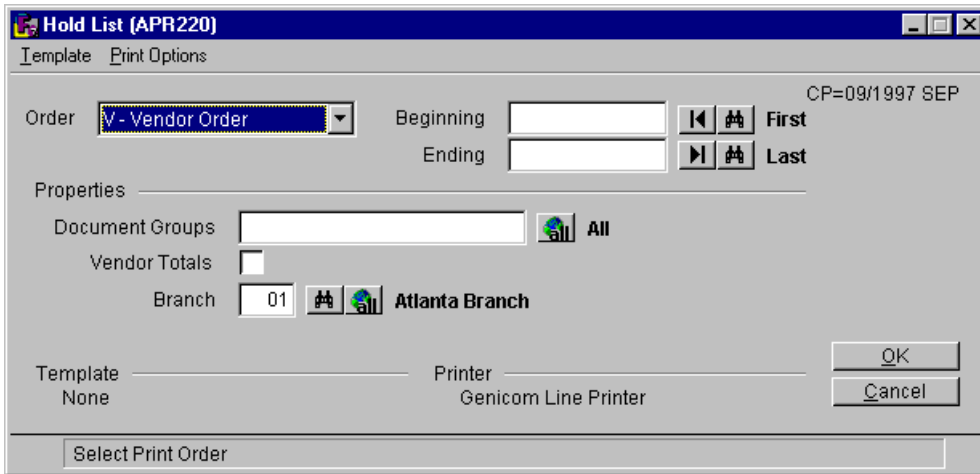 Hold List (APR220)
Template Print Options
CP=09/1997 SEP
Order V - Vendor Order Beginning First
Ending Last
Properties
Document Groups all All
Vendor Totals
Branch 01 all Atlanta Branch
OK
Template Printer
None Genicom Line Printer
Cancel
Select Print Order